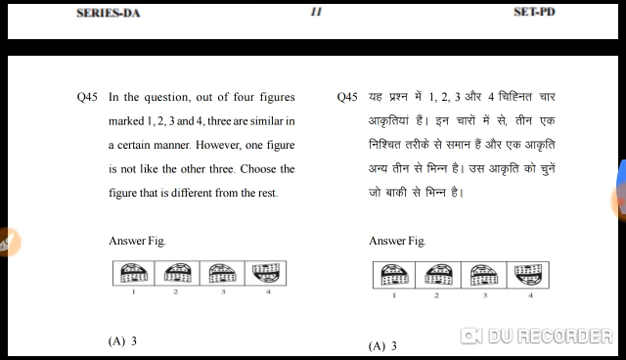 SERIES-DA 11 SET-PD
Q45 In the question, out of four figures
marked 1, 2, 3 and 4, three are similar in
a certain manner. However, one figure
is not like the other three. Choose the
figure that is different from the rest.
Answer Fig.
1 2 3 4
(A) 3
Q45 यह प्रश्न में 1, 2, 3 और 4 चिह्नित चार
आकृतियां है। इन चारों में से, तीन एक
निश्चित तरीके से समान हैं और एक आकृति
अन्य तीन से भिन्न है। उस आकृति को चुनें
जो बाकी से भिन्न है।
Answer Fig.
1 2 3 4
(A) 3
DU RECORDER